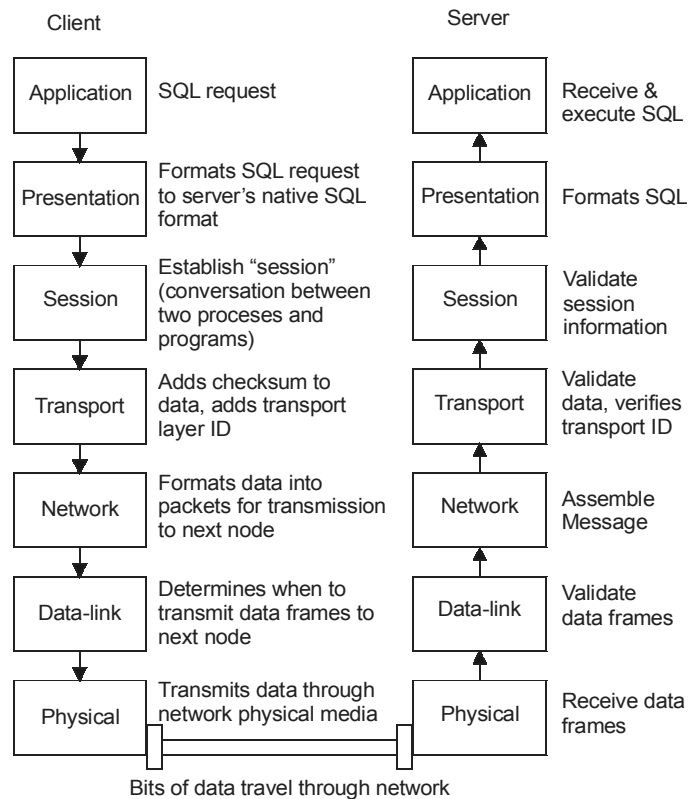 Client
Server
Application
SQL request
Application
Receive &
execute SQL
Presentation
Formats SQL request
to server's native SQL
format
Presentation
Formats SQL
Session
Establish “session”
(conversation between
two proceses and
programs)
Session
Validate
session
information
Transport
Adds checksum to
data, adds transport
layer ID
Transport
Validate
data, verifies
transport ID
Network
Formats data into
packets for transmission
to next node
Network
Assemble
Message
Data-link
Determines when to
transmit data frames to
next node
Data-link
Validate
data frames
Physical
Transmits data through
network physical media
Physical
Receive data
frames
Bits of data travel through network